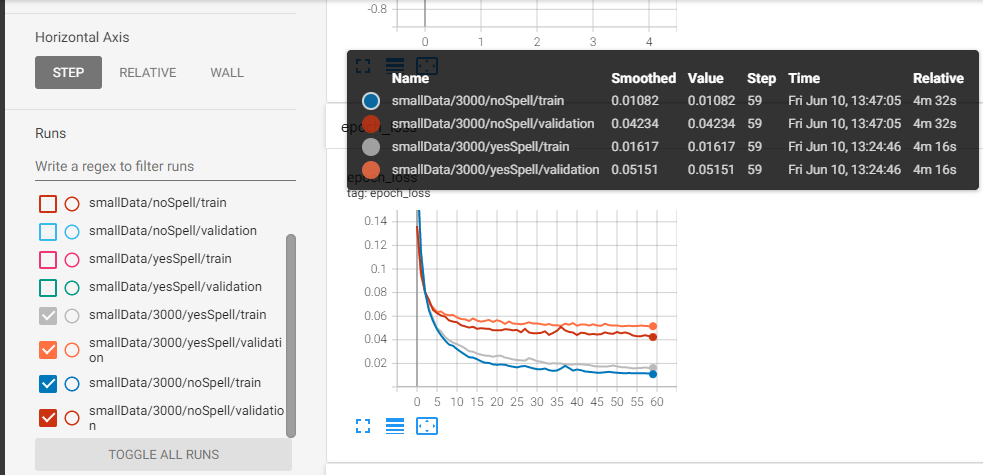 Horizontal Axis
STEP RELATIVE WALL
Runs
Write a regex to filter runs
smallData/noSpell/train
smallData/noSpell/validation
smallData/yesSpell/train
smallData/yesSpell/validation
smallData/3000/yesSpell/train
smallData/3000/yesSpell/validati
on
smallData/3000/noSpell/train
smallData/3000/noSpell/validatio
n
TOGGLE ALL RUNS
-0.8
0 1 2 3 4
Name Smoothed Value Step Time Relative
smallData/3000/noSpell/train 0.01082 0.01082 59 Fri Jun 10, 13:47:05 4m 32s
smallData/3000/noSpell/validation 0.04234 0.04234 59 Fri Jun 10, 13:47:05 4m 32s
smallData/3000/yesSpell/train 0.01617 0.01617 59 Fri Jun 10, 13:24:46 4m 16s
smallData/3000/yesSpell/validation 0.05151 0.05151 59 Fri Jun 10, 13:24:46 4m 16s
epoch_loss
epoch_loss
tag: epoch_loss
0.14
0.12
0.1
0.08
0.06
0.04
0.02
0 5 10 15 20 25 30 35 40 45 50 55 60